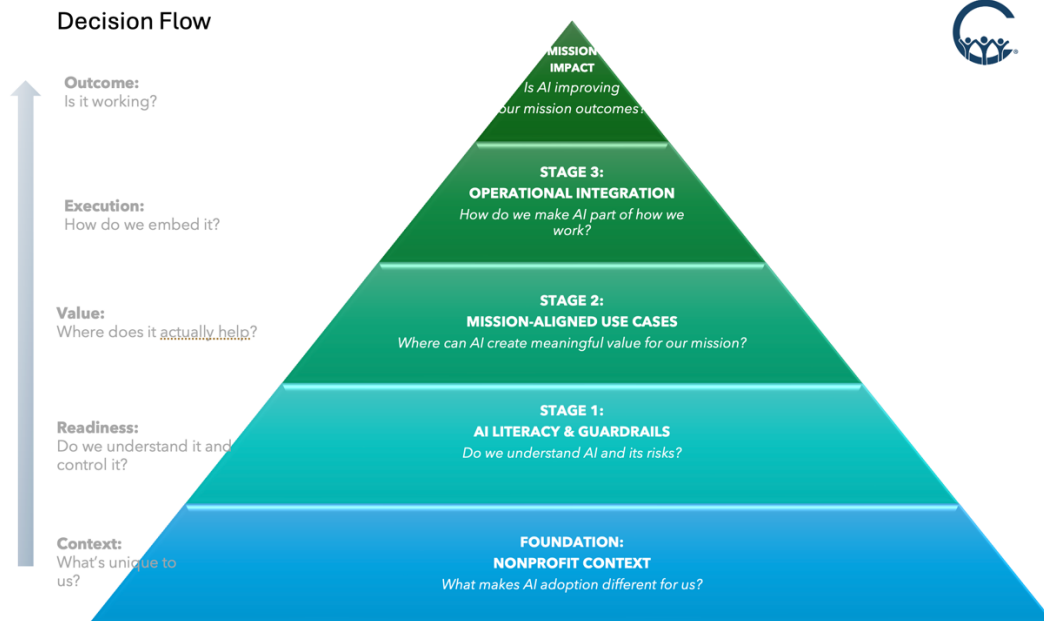 Decision Flow
Outcome:
Is it working?
Execution:
How do we embed it?
Value:
Where does it actually help?
Readiness:
Do we understand it and
control it?
Context:
What's unique to
us?
MISSION
IMPACT
Is AI improving
our mission outcomes?
STAGE 3:
OPERATIONAL INTEGRATION
How do we make AI part of how we
work?
STAGE 2:
MISSION-ALIGNED USE CASES
Where can AI create meaningful value for our mission?
STAGE 1:
AI LITERACY & GUARDRAILS
Do we understand AI and its risks?
FOUNDATION:
NONPROFIT CONTEXT
What makes AI adoption different for us?